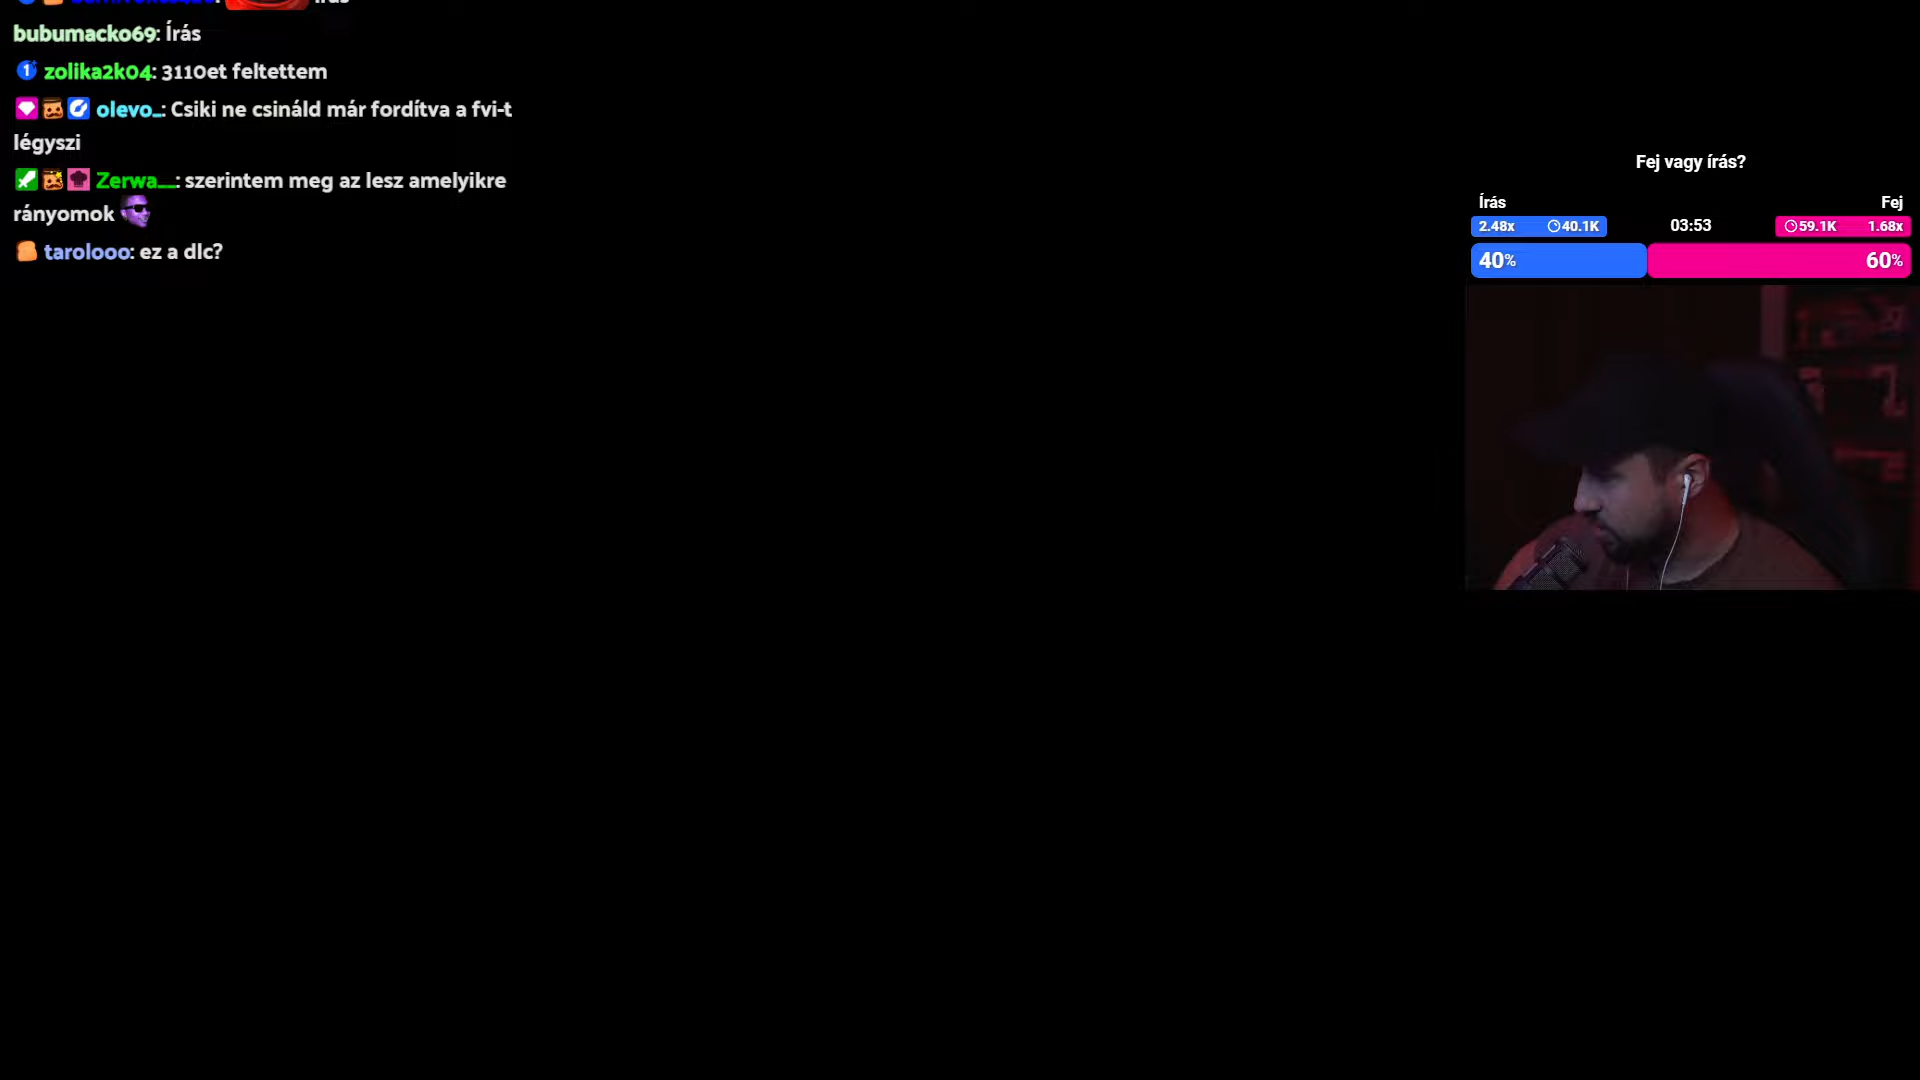 bubumacko69: Írás
zolika2k04: 3110et feltettem
olevo_: Csiki ne csináld már fordítva a fvi-t
légyszi
Zerwa__: szerintem meg az lesz amelyikre
rányomok
tarolooo: ez a dlc?
Fej vagy írás?
Írás Fej
2.48x 40.1K 03:53 59.1K 1.68x
40% 60%